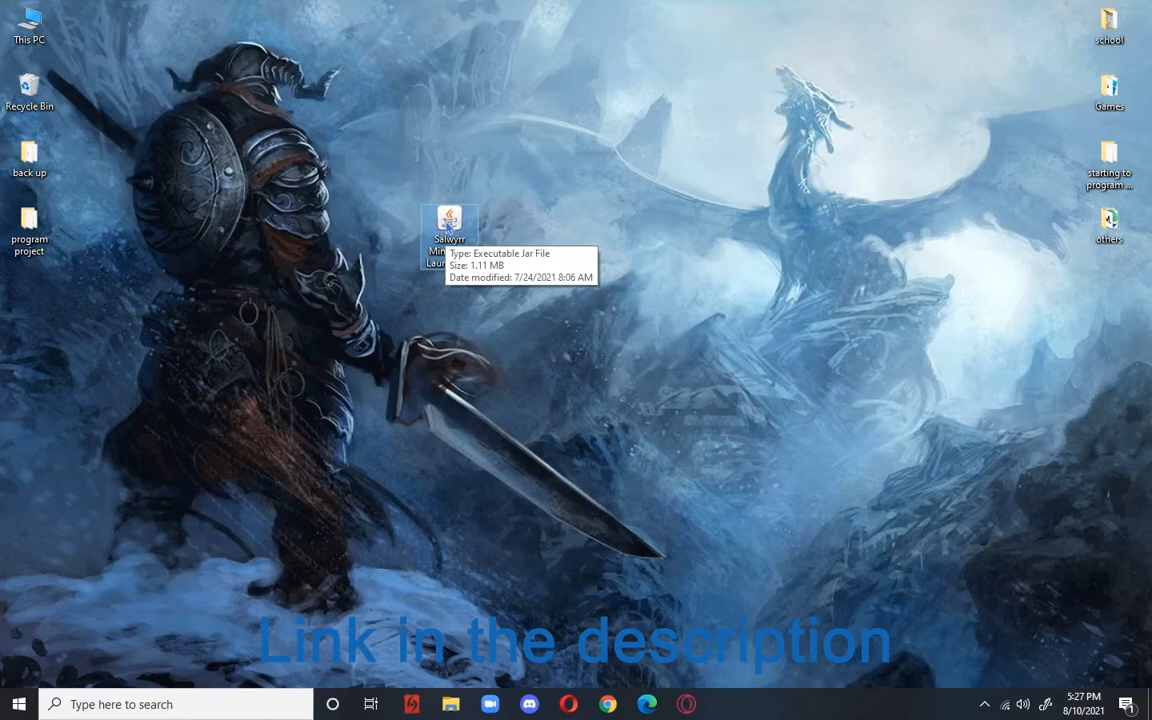 This PC
Recycle Bin
back up
program
project
Salwyrr
Type: Executable Jar File
Size: 1.11 MB
Date modified: 7/24/2021 8:06 AM
school
Games
starting to
program ...
others
Link in the description
Type here to search
5:27 PM
8/10/2021
1